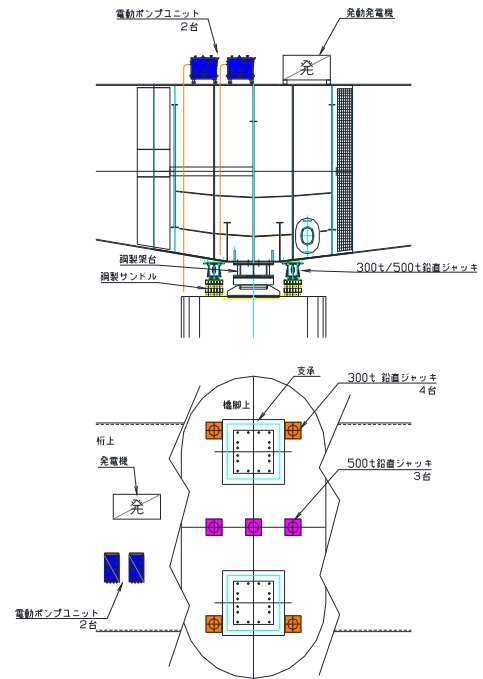 電動ポンプユニット
2台
発動発電機
発
鋼製架台
鋼製サンドル
300t/500t鉛直ジャッキ
支承
橋脚上
300t 鉛直ジャッキ
4台
桁上
発電機
発
500t鉛直ジャッキ
3台
電動ポンプユニット
2台